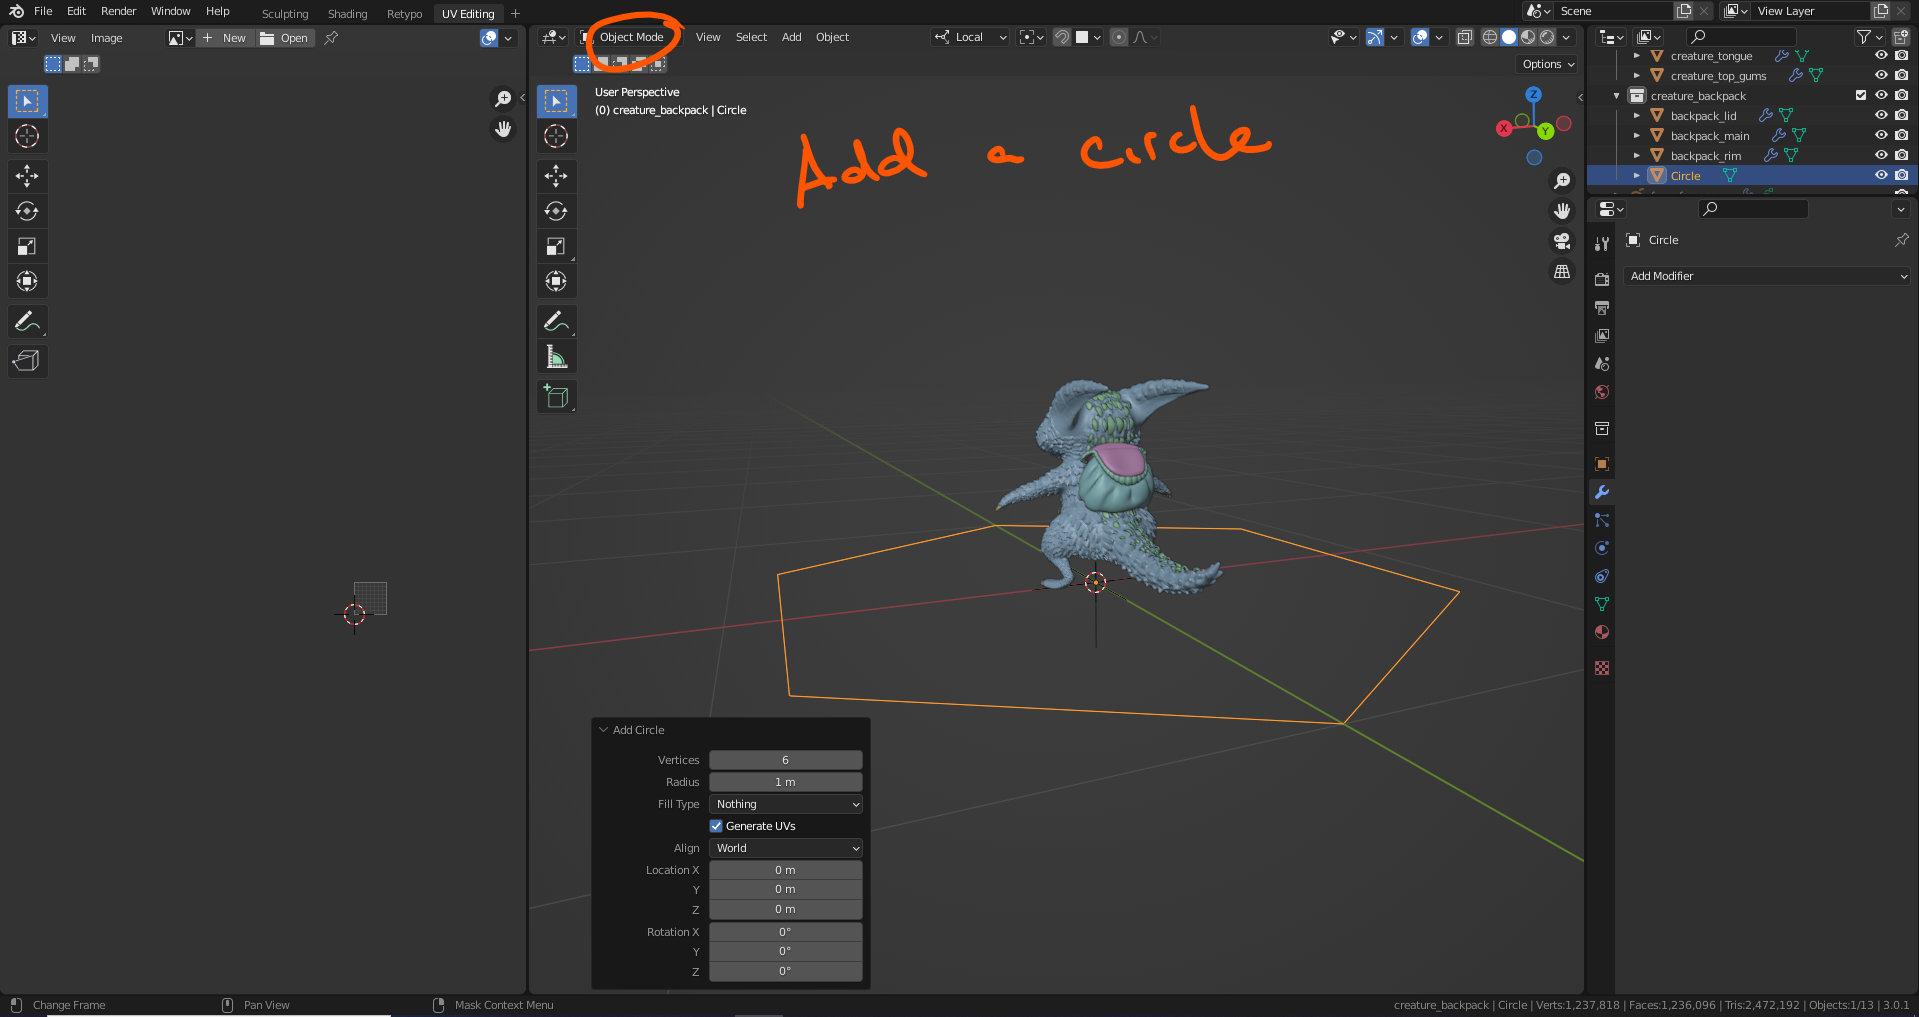 File Edit Render Window Help Sculpting Shading Retypo UV Editing + Scene View Layer
View Image + New Open Object Mode View Select Add Object Local
Options
User Perspective
(0) creature_backpack | Circle
Add a circle
Z
X
Y
creature_tongue
creature_top_gums
creature_backpack
backpack_lid
backpack_main
backpack_rim
Circle
Circle
Add Modifier
Add Circle
Vertices 6
Radius 1 m
Fill Type Nothing
Generate UVs
Align World
Location X 0 m
Y 0 m
Z 0 m
Rotation X 0°
Y 0°
Z 0°
Change Frame Pan View Mask Context Menu creature_backpack | Circle | Verts:1,237,818 | Faces:1,236,096 | Tris:2,472,192 | Objects:1/13 | 3.0.1